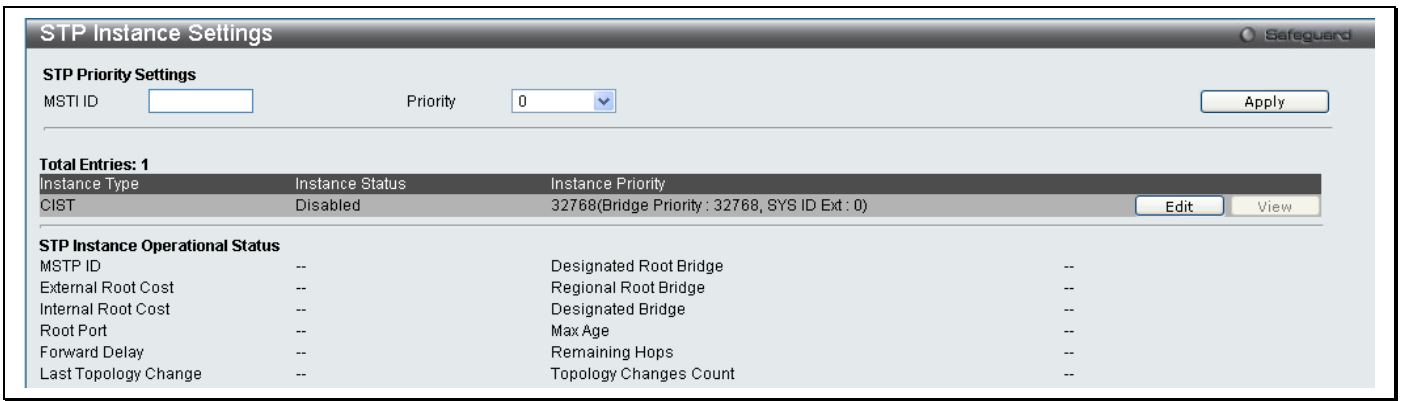 STP Instance Settings Safeguard
STP Priority Settings
MSTI ID Priority 0 Apply
Total Entries: 1
Instance Type Instance Status Instance Priority
CIST Disabled 32768(Bridge Priority : 32768, SYS ID Ext : 0) Edit View
STP Instance Operational Status
MSTP ID -- Designated Root Bridge --
External Root Cost -- Regional Root Bridge --
Internal Root Cost -- Designated Bridge --
Root Port -- Max Age --
Forward Delay -- Remaining Hops --
Last Topology Change -- Topology Changes Count --